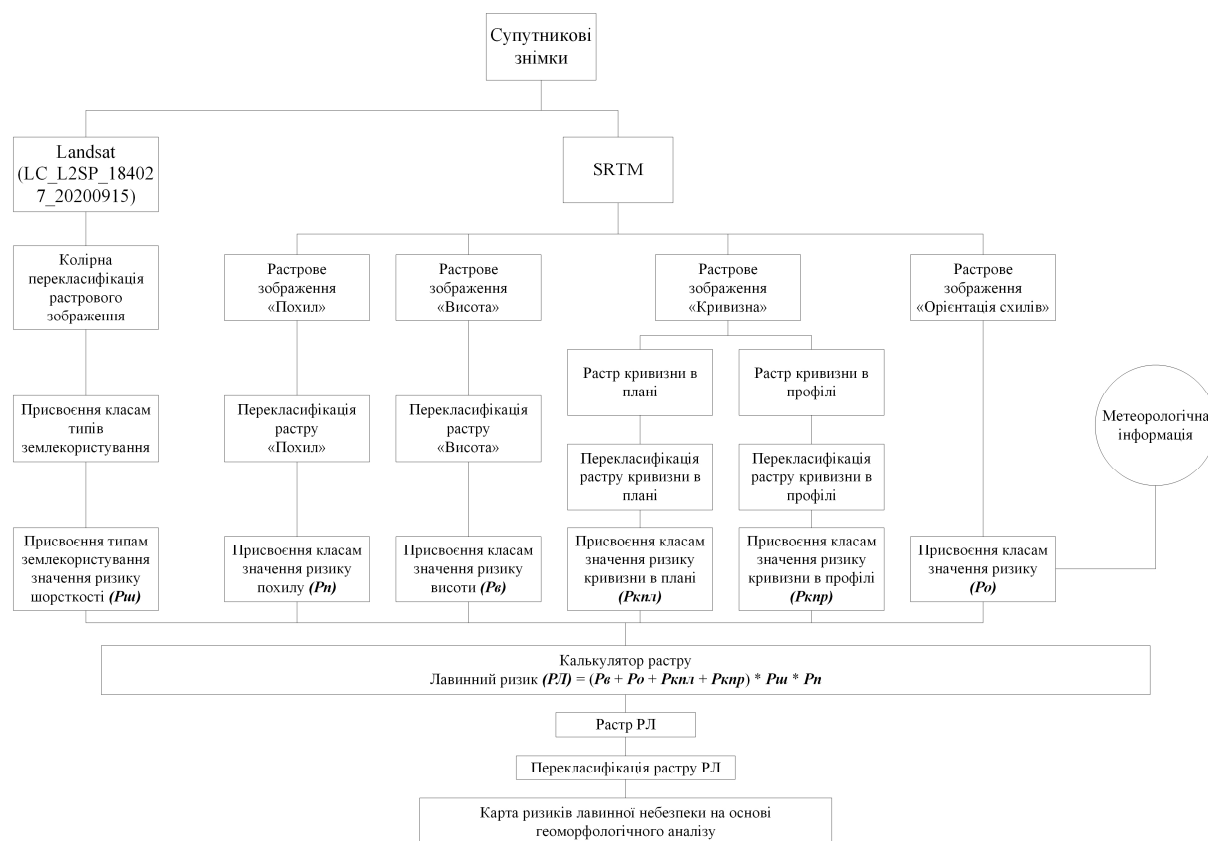 Супутникові
знімки
Landsat
(LC_L2SP_18402
7_20200915)
SRTM
Колірна
перекласифікація
растрового
зображення
Растрове
зображення
«Похил»
Растрове
зображення
«Висота»
Растрове
зображення
«Кривизна»
Растрове
зображення
«Орієнтація схилів»
Растр кривизни в
плані
Растр кривизни в
профілі
Присвоєння класам
типів
землекористування
Перекласифікація
растру
«Похил»
Перекласифікація
растру
«Висота»
Перекласифікація
растру кривизни в
плані
Перекласифікація
растру кривизни в
профілі
Метеорологічна
інформація
Присвоєння типам
землекористування
значення ризику
шорсткості (Рш)
Присвоєння класам
значення ризику
похилу (Рп)
Присвоєння класам
значення ризику
висоти (Рв)
Присвоєння класам
значення ризику
кривизни в плані
(Ркпл)
Присвоєння класам
значення ризику
кривизни в профілі
(Ркпр)
Присвоєння класам
значення ризику
(Ро)
Калькулятор растру
Лавинний ризик (РЛ) = (Рв + Ро + Ркпл + Ркпр) * Рш * Рп
Растр РЛ
Перекласифікація растру РЛ
Карта ризиків лавинної небезпеки на основі
геоморфологічного аналізу